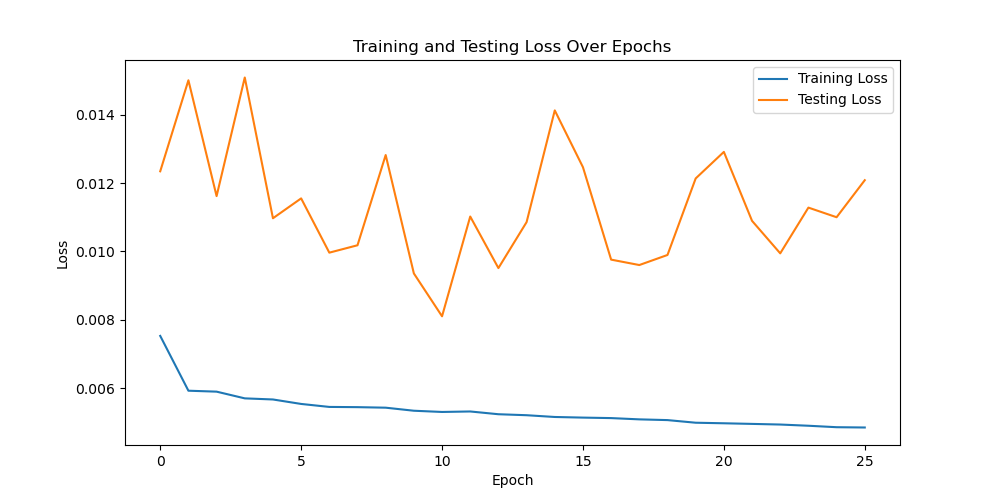 Training and Testing Loss Over Epochs
Training Loss
Testing Loss
0.014
0.012
0.010
0.008
0.006
Loss
0 5 10 15 20 25
Epoch